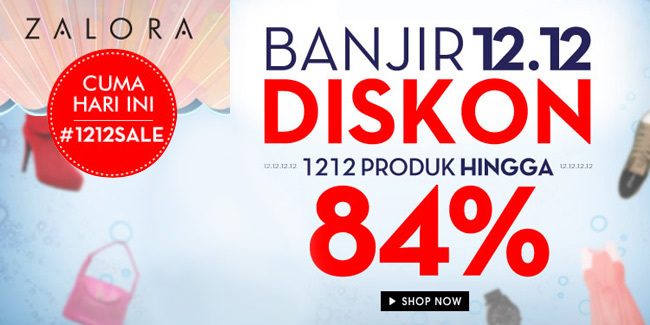 ZALORA
CUMA
HARI INI
#1212SALE
BANJIR 12.12
DISKON
12.12.12.12 1212 PRODUK HINGGA 12.12.12.12
84%
SHOP NOW